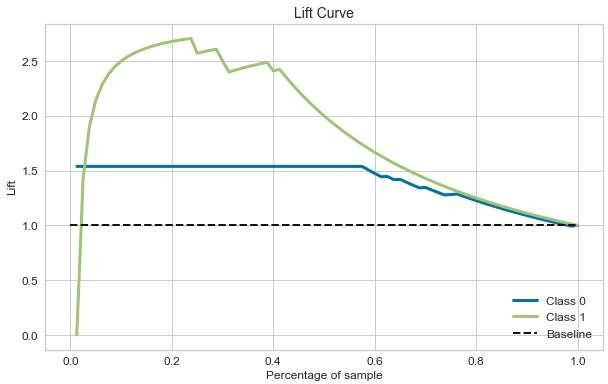 Lift Curve
Lift
2.5
2.0
1.5
1.0
0.5
0.0
0.0 0.2 0.4 0.6 0.8 1.0
Percentage of sample
Class 0
Class 1
Baseline